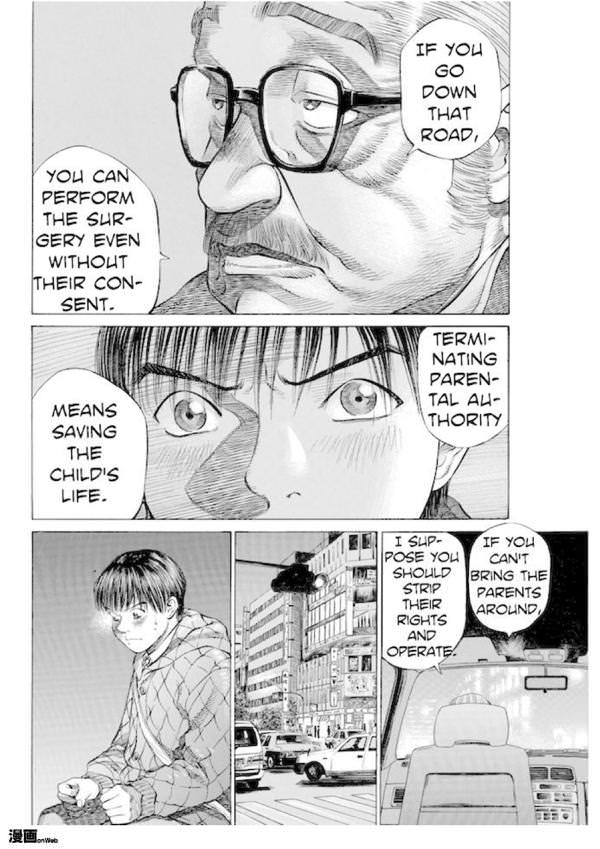 IF YOU
GO
DOWN
THAT
ROAD,
YOU CAN
PERFORM
THE SUR-
GERY EVEN
WITHOUT
THEIR CON-
SENT.
TERMI-
NATING
PAREN-
TAL AU-
THORITY
MEANS
SAVING
THE
CHILD'S
LIFE.
IF YOU
CAN'T
BRING THE
PARENTS
AROUND,
I SUP-
POSE YOU
SHOULD
STRIP
THEIR
RIGHTS
AND
OPERATE.
漫画onWeb